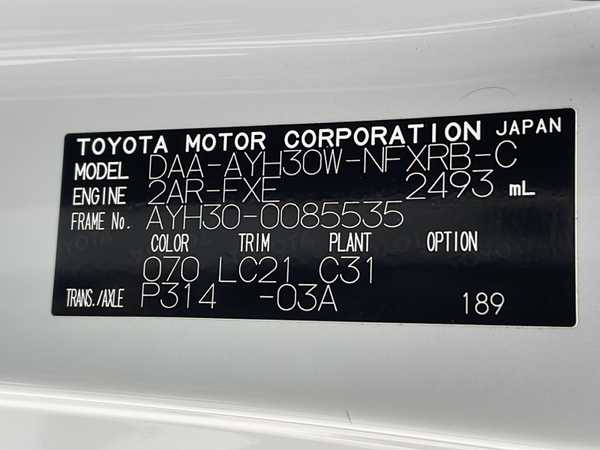 TOYOTA MOTOR CORPORATION JAPAN
MODEL DAA-AYH30W-NFXRB-C
ENGINE 2AR-FXE 2493 mL
FRAME No. AYH30-0085535
COLOR TRIM PLANT OPTION
070 LC21 C31
TRANS./AXLE P314 -03A 189